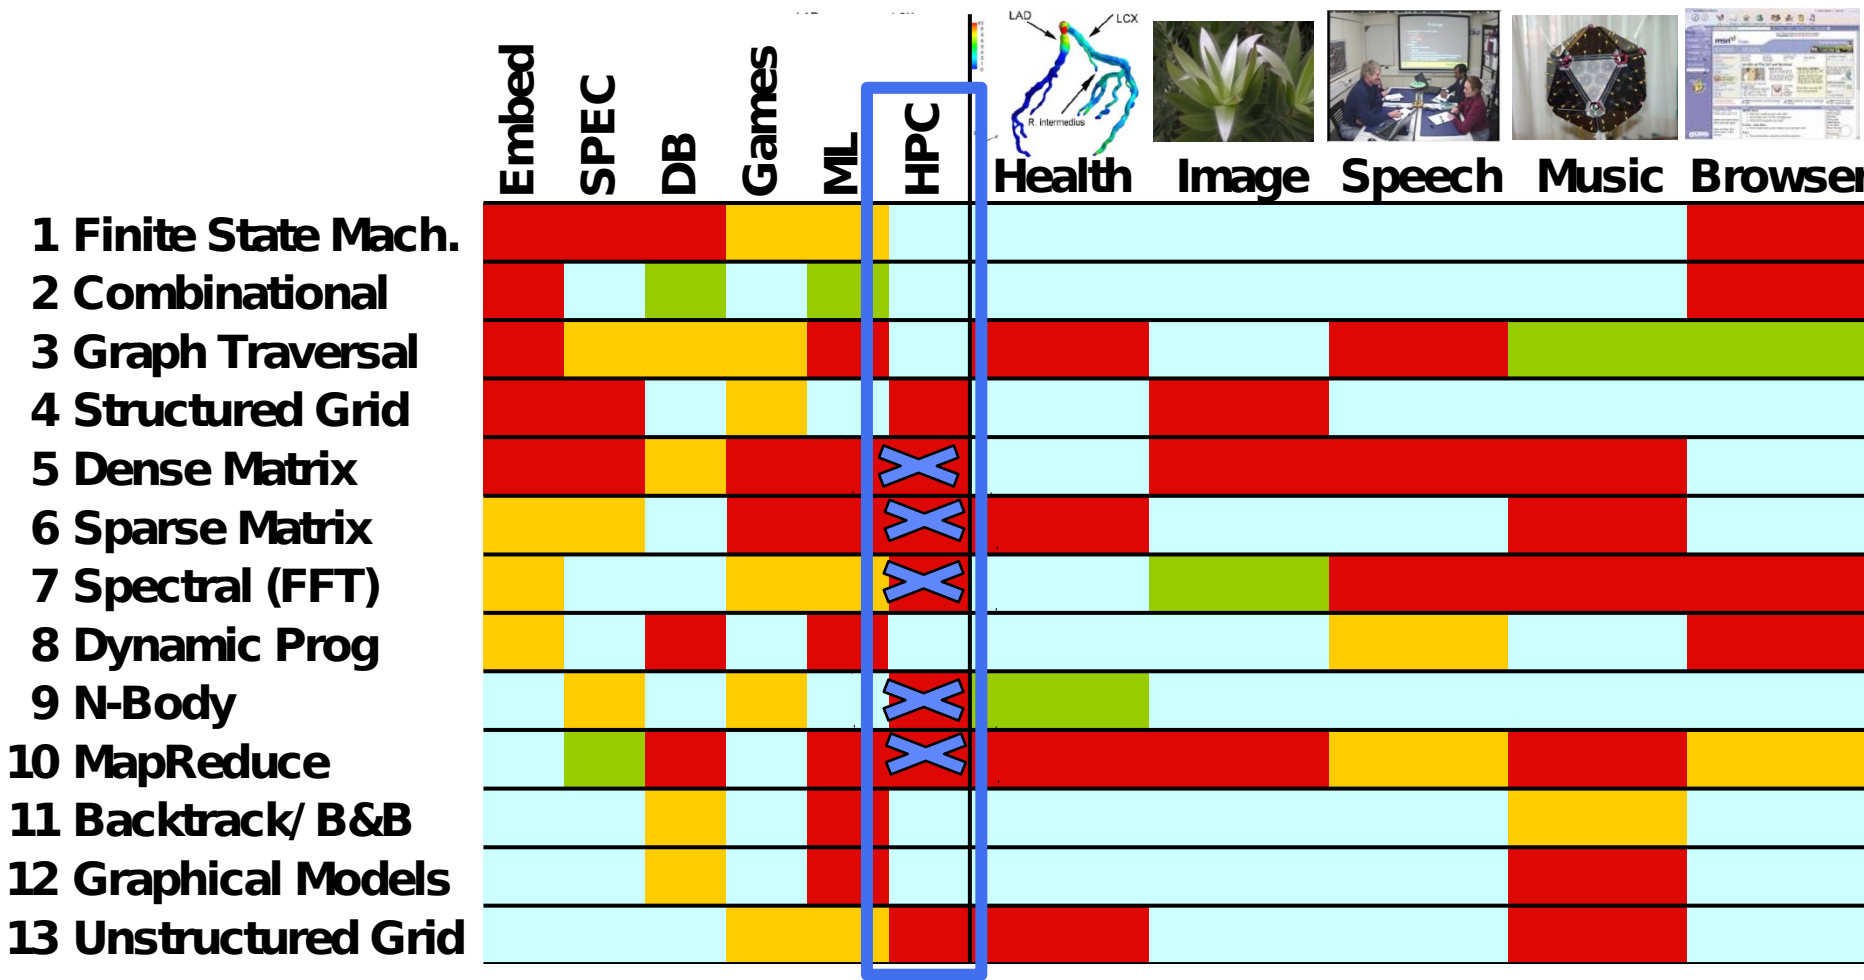 LAD
LCX
R. intermedius
Embed
SPEC
DB
Games
ML
HPC
Health
Image
Speech
Music
Browser
1 Finite State Mach.
2 Combinational
3 Graph Traversal
4 Structured Grid
5 Dense Matrix
6 Sparse Matrix
7 Spectral (FFT)
8 Dynamic Prog
9 N-Body
10 MapReduce
11 Backtrack/ B&B
12 Graphical Models
13 Unstructured Grid